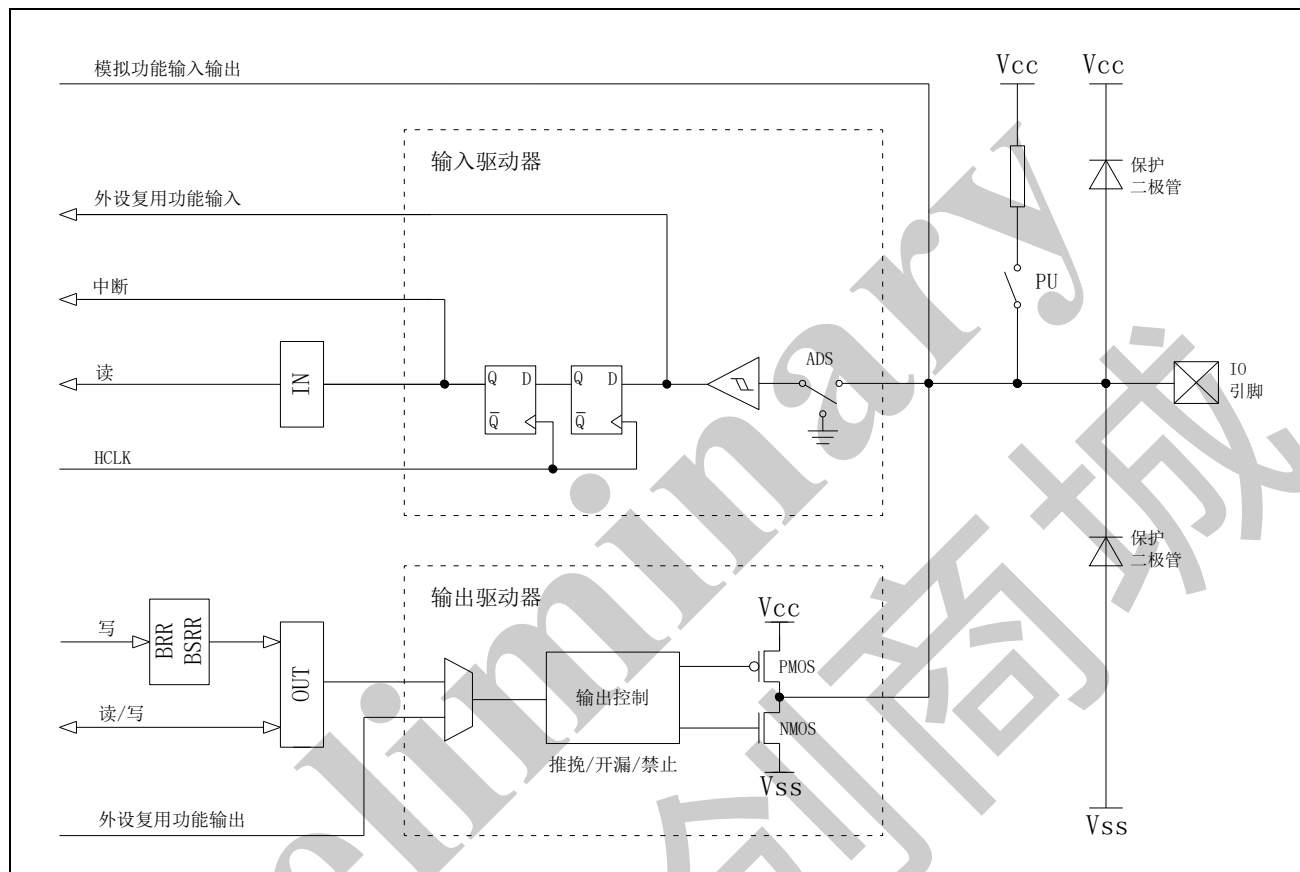 模拟功能输入输出
Vcc
Vcc
输入驱动器
保护
二极管
外设复用功能输入
PU
中断
ADS
读
IN
Q D
Q̅
Q D
Q̅
IO
引脚
HCLK
保护
二极管
输出驱动器
Vcc
写
BRR
BSRR
OUT
PMOS
输出控制
读/写
NMOS
推挽/开漏/禁止
Vss
外设复用功能输出
Vss
eliminary
创商城